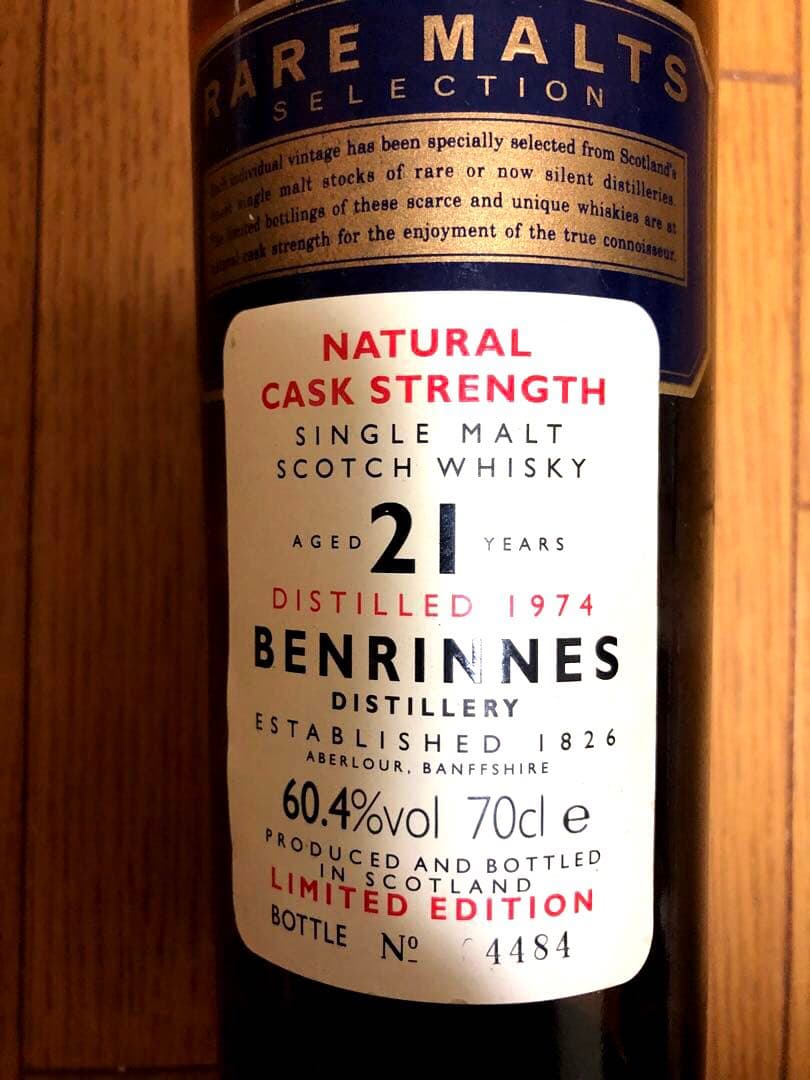 RARE MALTS
SELECTION
individual vintage has been specially selected from Scotland's
single malt stocks of rare or now silent distilleries.
limited bottlings of these scarce and unique whiskies are at
natural cask strength for the enjoyment of the true connoisseur.
NATURAL
CASK STRENGTH
SINGLE MALT
SCOTCH WHISKY
AGED 21 YEARS
DISTILLED 1974
BENRINNES
DISTILLERY
ESTABLISHED 1826
ABERLOUR, BANFFSHIRE
60.4%vol 70cl e
PRODUCED AND BOTTLED
IN SCOTLAND
LIMITED EDITION
BOTTLE Nº 4484